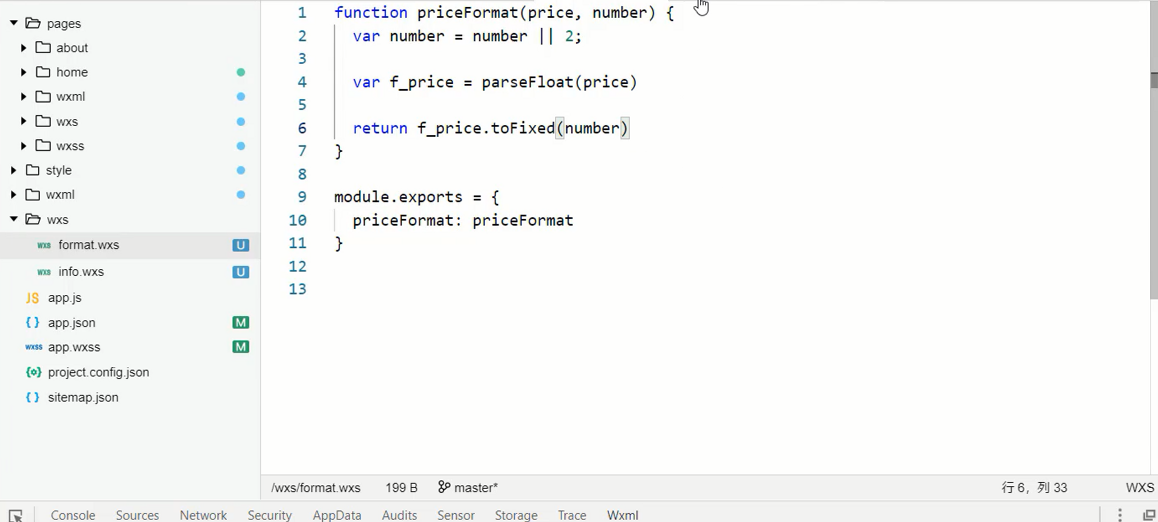 pages
about
home
wxml
wxs
wxss
style
wxml
wxs
wxs format.wxs U
wxs info.wxs U
JS app.js
{ } app.json M
wxss app.wxss M
{o} project.config.json
{ } sitemap.json
1 function priceFormat(price, number) {
2 var number = number || 2;
3
4 var f_price = parseFloat(price)
5
6 return f_price.toFixed(number)
7 }
8
9 module.exports = {
10 priceFormat: priceFormat
11 }
12
13
/wxs/format.wxs 199 B master* 行 6，列 33 WXS
Console Sources Network Security AppData Audits Sensor Storage Trace Wxml